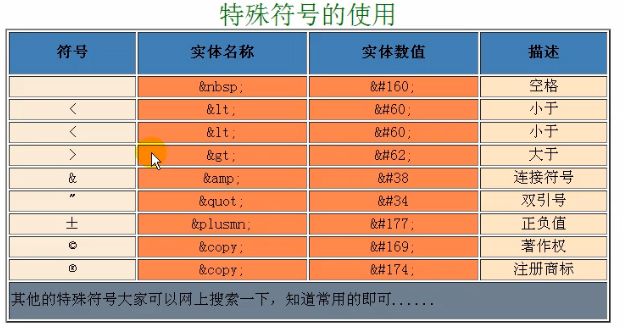 特殊符号的使用
符号 实体名称 实体数值 描述
&nbsp; &#160; 空格
< &lt; &#60; 小于
< &lt; &#60; 小于
> &gt; &#62; 大于
& &amp; &#38 连接符号
" &quot; &#34 双引号
± &plusmn; &#177; 正负值
© &copy; &#169; 著作权
® &copy; &#174; 注册商标
其他的特殊符号大家可以网上搜索一下，知道常用的即可......